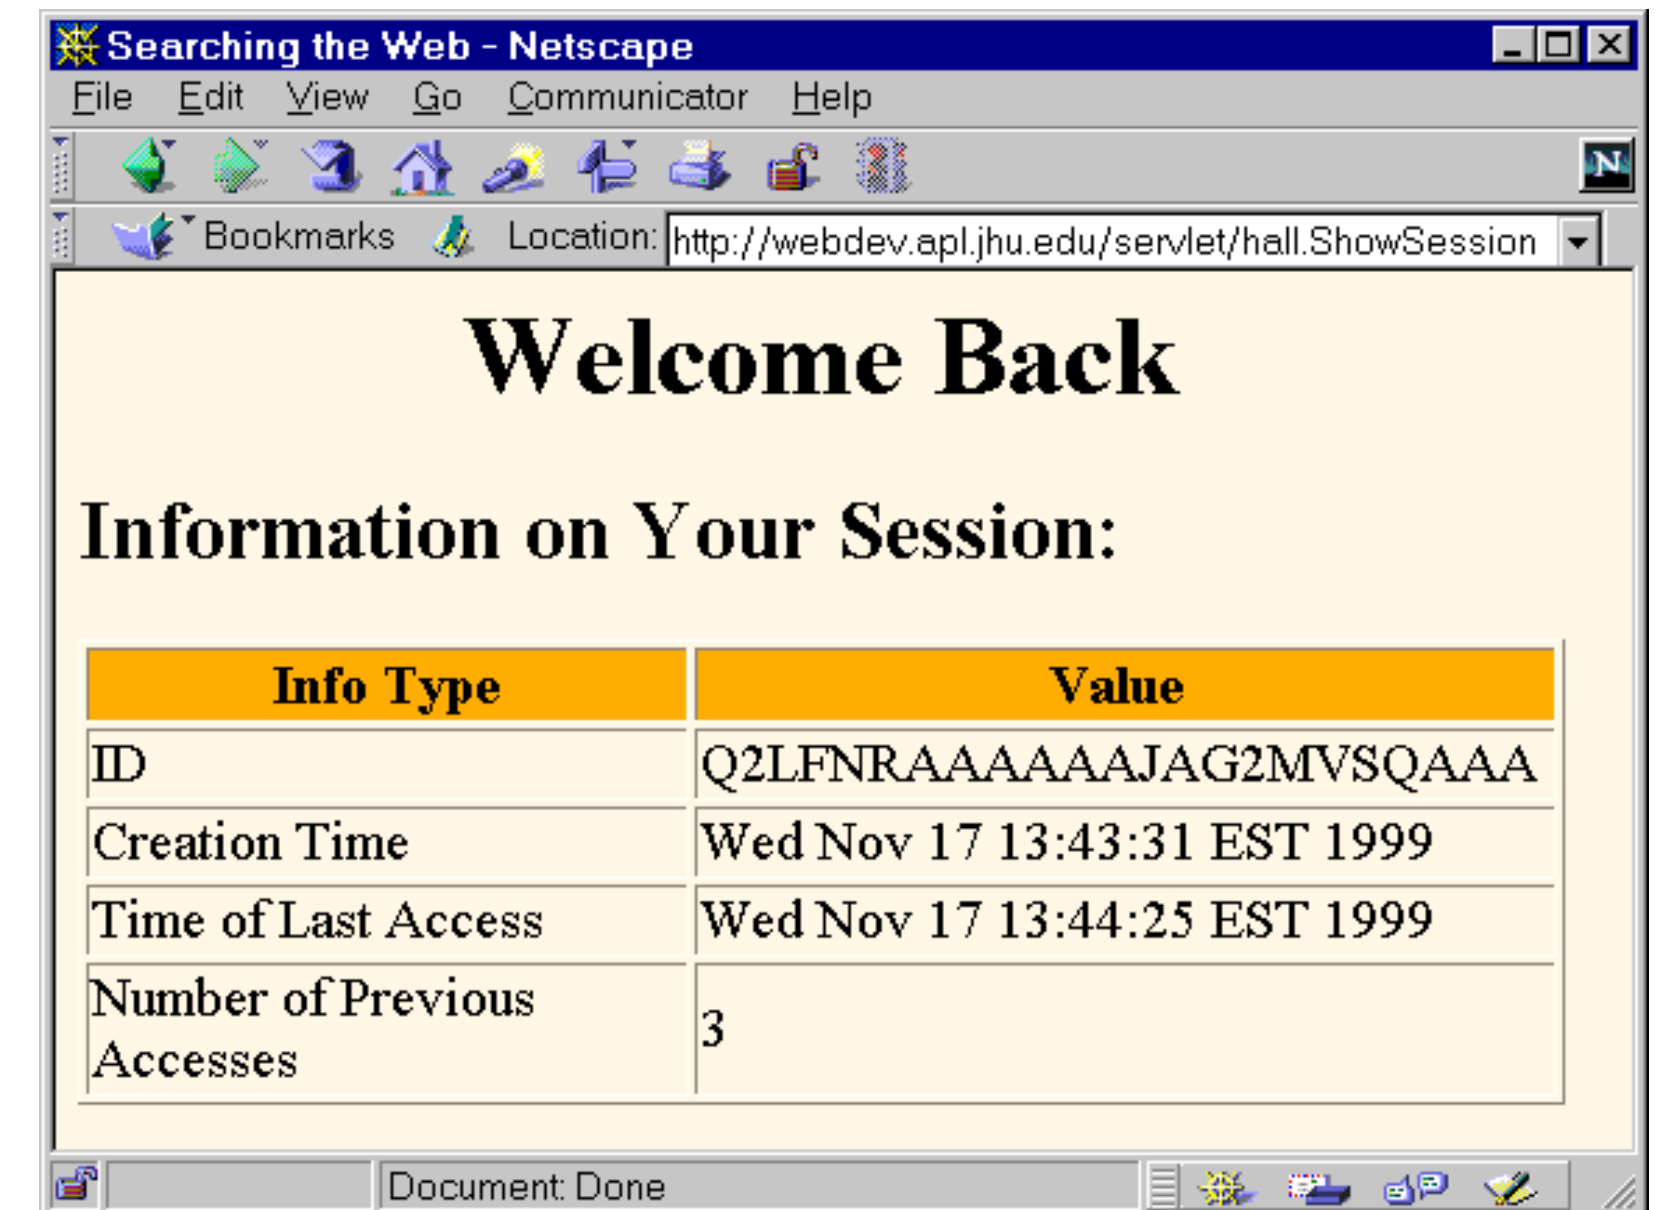 Searching the Web - Netscape
File Edit View Go Communicator Help
N
Bookmarks Location: http://webdev.apl.jhu.edu/servlet/hall.ShowSession
Welcome Back
Information on Your Session:
Info Type Value
ID Q2LFNRAAAAAAJAG2MVSQAAA
Creation Time Wed Nov 17 13:43:31 EST 1999
Time of Last Access Wed Nov 17 13:44:25 EST 1999
Number of Previous
Accesses 3
Document: Done